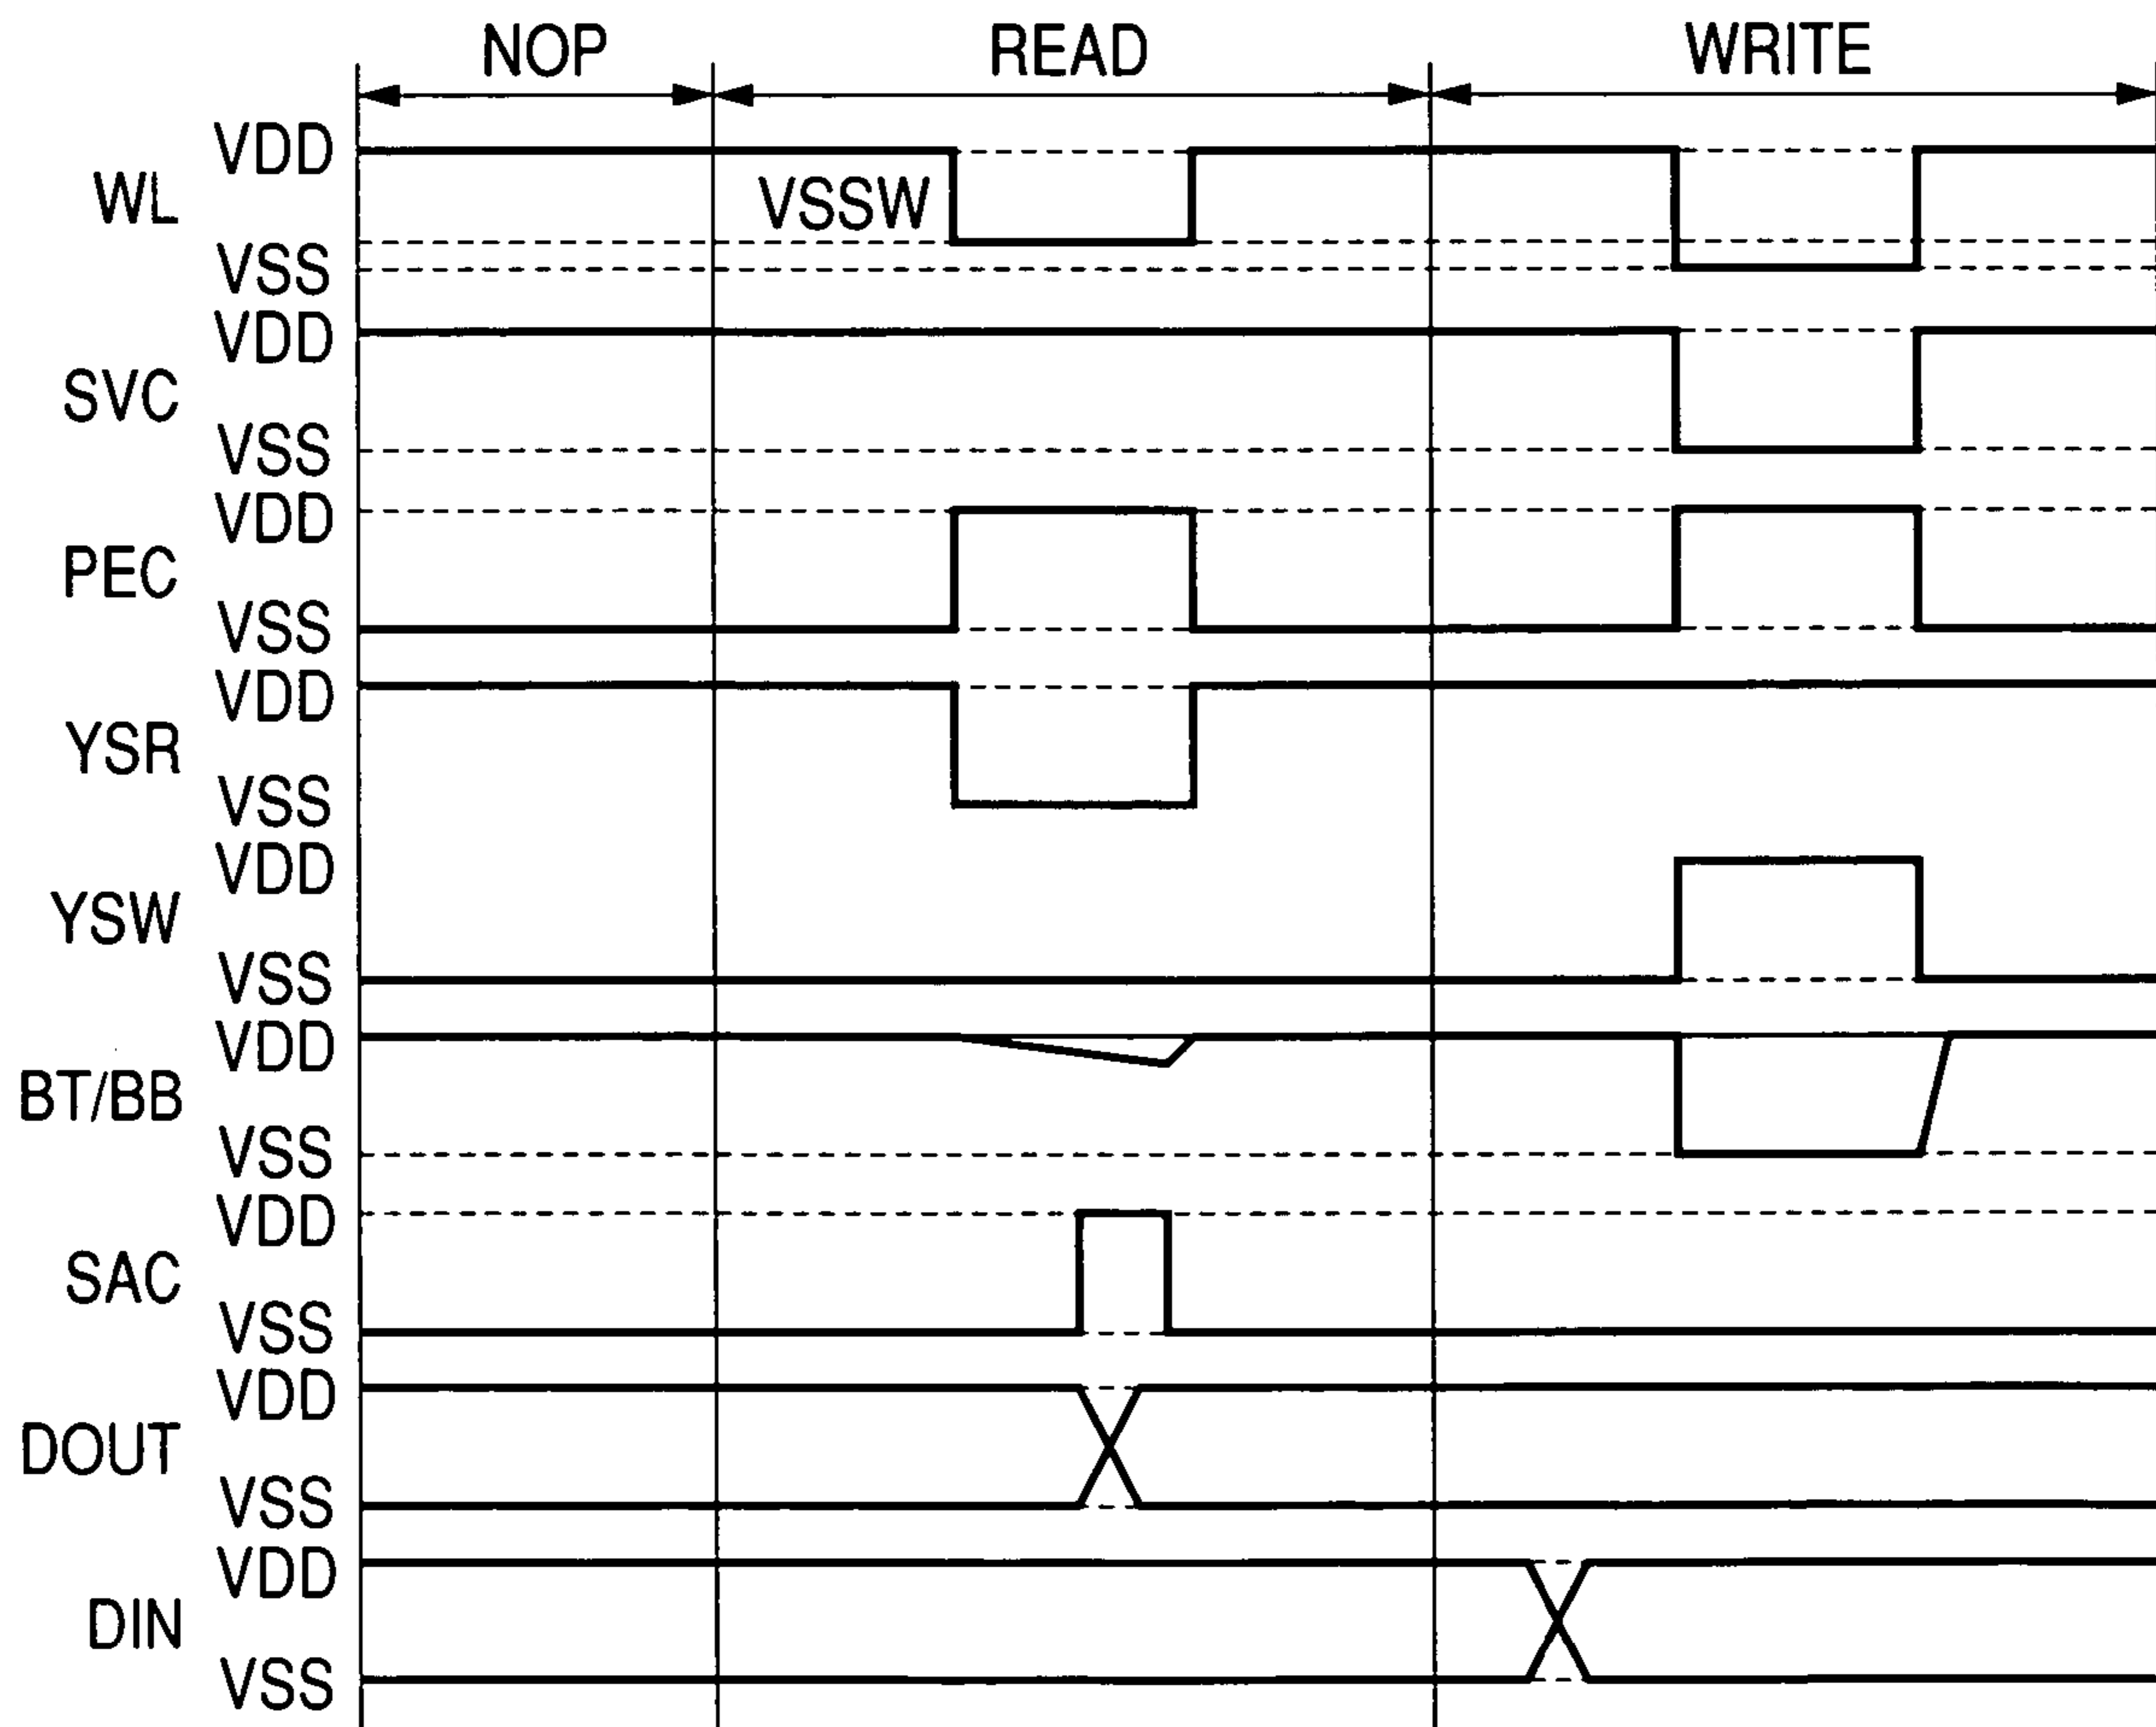 NOP READ WRITE
VDD
WL VSSW
VSS
VDD
SVC
VSS
VDD
PEC
VSS
VDD
YSR
VSS
VDD
YSW
VSS
VDD
BT/BB
VSS
VDD
SAC
VSS
VDD
DOUT
VSS
VDD
DIN
VSS